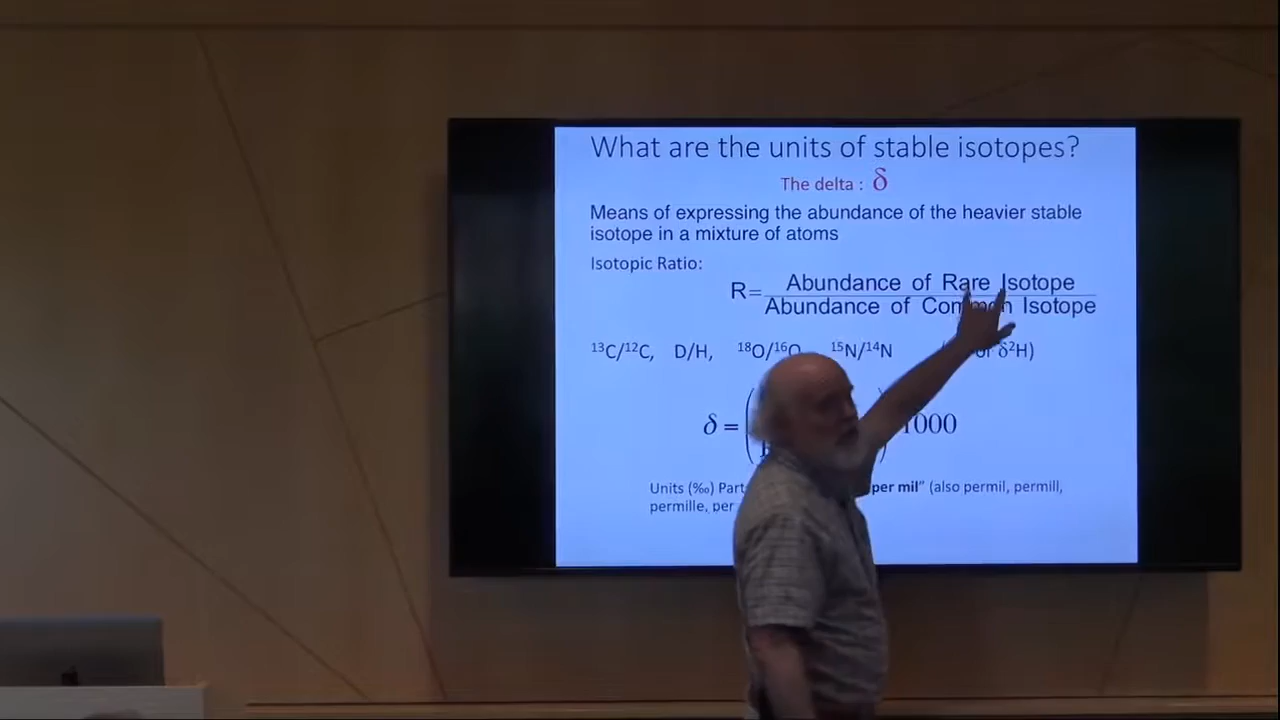 What are the units of stable isotopes?
The delta : δ
Means of expressing the abundance of the heavier stable
isotope in a mixture of atoms
Isotopic Ratio:
R= Abundance of Rare Isotope
Abundance of Common Isotope
¹³C/¹²C, D/H, ¹⁸O/¹⁶O ¹⁵N/¹⁴N δ²H)
δ = ( ) 1000
Units (‰) per mil" (also permil, permill,
permille, per